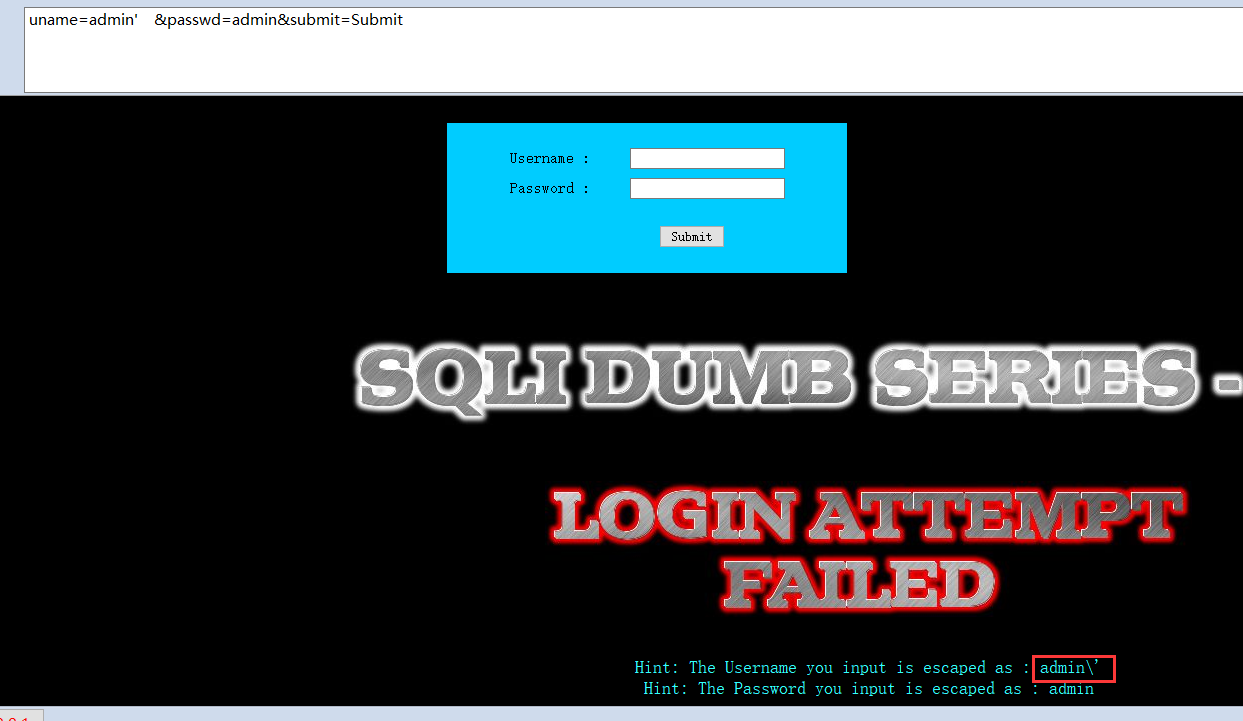 uname=admin'    &passwd=admin&submit=Submit
Username :
Password :
Submit
SQLI DUMB SERIES -
LOGIN ATTEMPT
FAILED
Hint: The Username you input is escaped as : admin\'
Hint: The Password you input is escaped as : admin